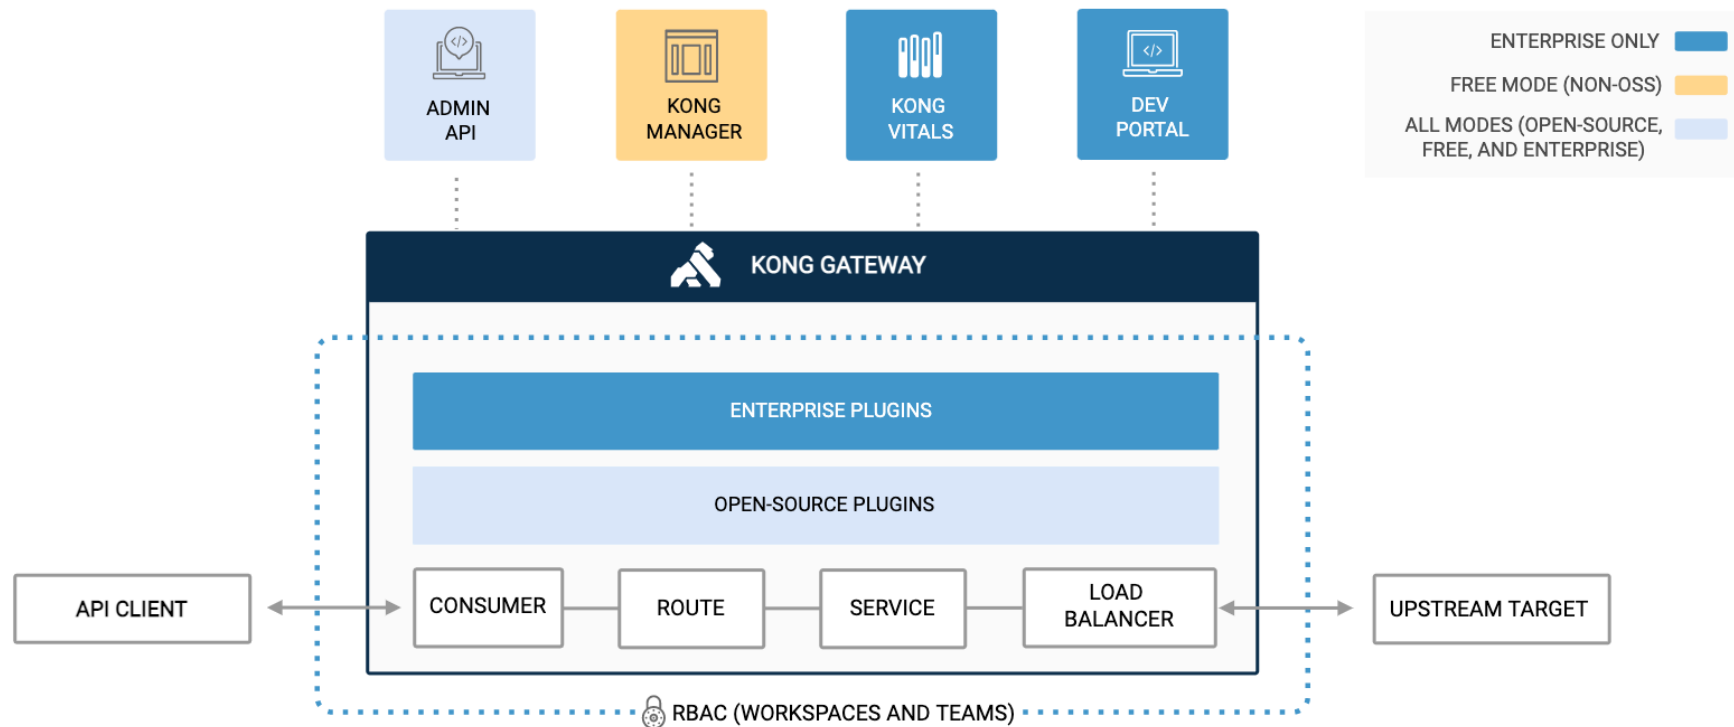 ADMIN
API
KONG
MANAGER
KONG
VITALS
DEV
PORTAL
ENTERPRISE ONLY
FREE MODE (NON-OSS)
ALL MODES (OPEN-SOURCE,
FREE, AND ENTERPRISE)
KONG GATEWAY
ENTERPRISE PLUGINS
OPEN-SOURCE PLUGINS
API CLIENT
CONSUMER
ROUTE
SERVICE
LOAD
BALANCER
UPSTREAM TARGET
RBAC (WORKSPACES AND TEAMS)